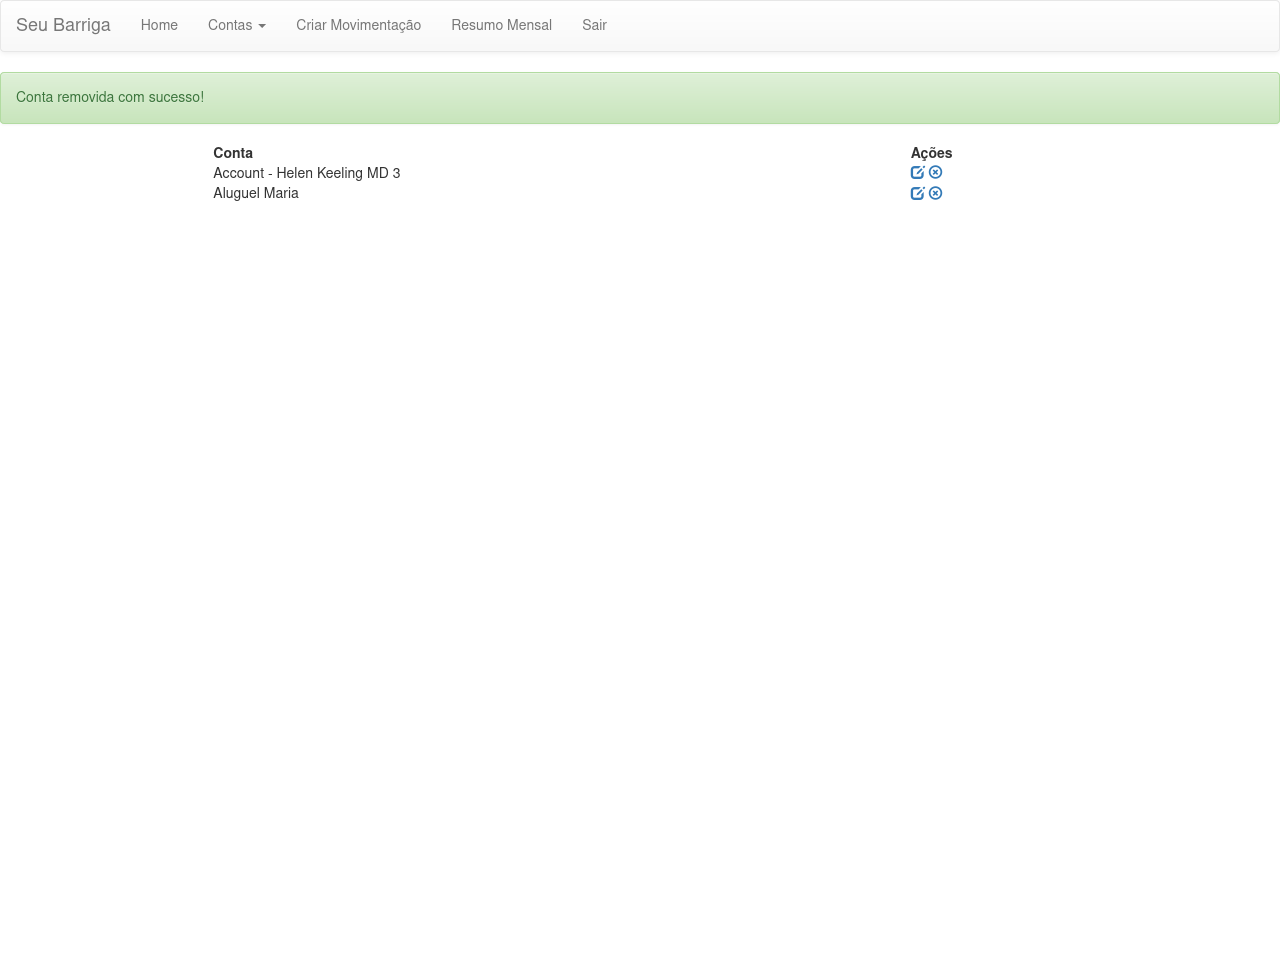 Seu Barriga Home Contas Criar Movimentação Resumo Mensal Sair
Conta removida com sucesso!
Conta Ações
Account - Helen Keeling MD 3
Aluguel Maria